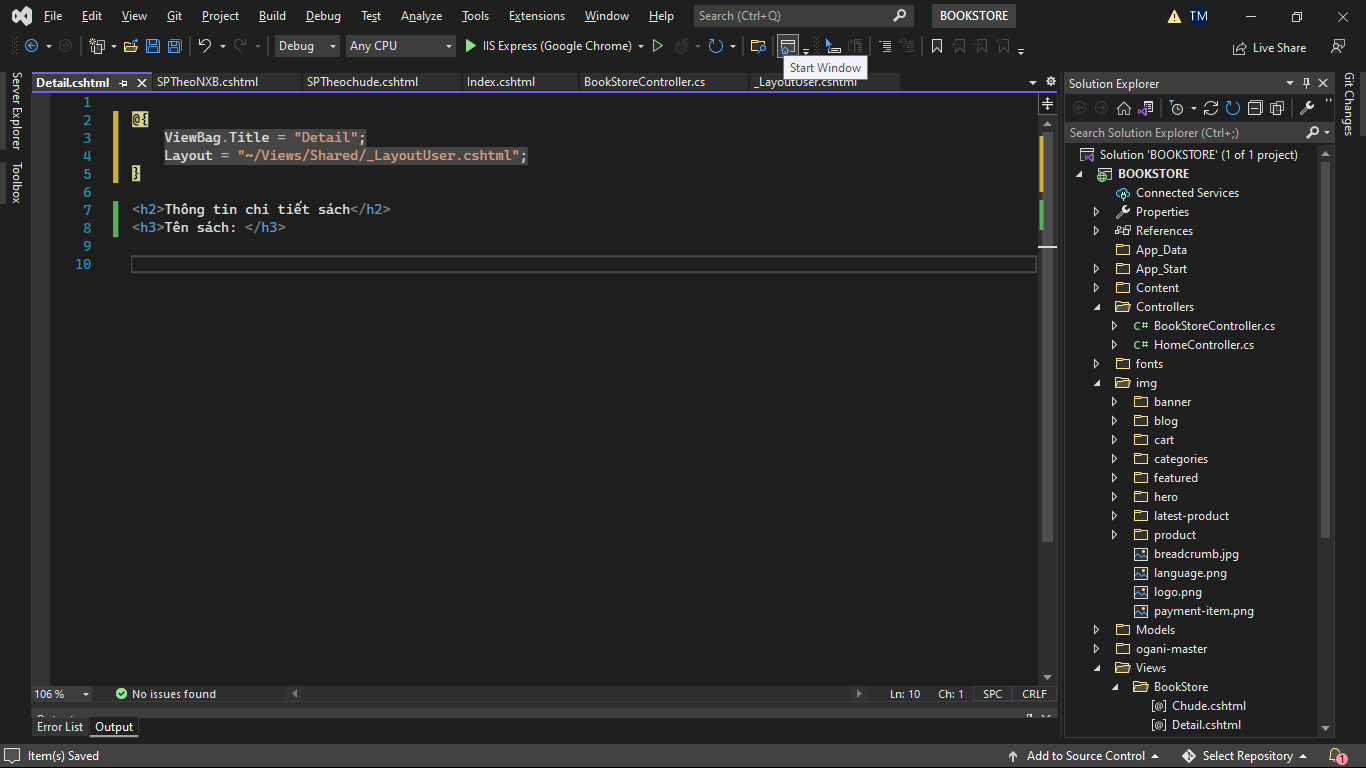 File Edit View Git Project Build Debug Test Analyze Tools Extensions Window Help Search (Ctrl+Q) BOOKSTORE TM
Debug Any CPU IIS Express (Google Chrome) Live Share
Start Window
Detail.cshtml SPTheoNXB.cshtml SPTheochude.cshtml Index.cshtml BookStoreController.cs _LayoutUser.cshtml
Server Explorer
Toolbox
1
2 @{
3 ViewBag.Title = "Detail";
4 Layout = "~/Views/Shared/_LayoutUser.cshtml";
5 }
6
7 <h2>Thông tin chi tiết sách</h2>
8 <h3>Tên sách: </h3>
9
10
106 % No issues found Ln: 10 Ch: 1 SPC CRLF
Error List Output
Solution Explorer
Search Solution Explorer (Ctrl+;)
Solution 'BOOKSTORE' (1 of 1 project)
BOOKSTORE
Connected Services
Properties
References
App_Data
App_Start
Content
Controllers
C# BookStoreController.cs
C# HomeController.cs
fonts
img
banner
blog
cart
categories
featured
hero
latest-product
product
breadcrumb.jpg
language.png
logo.png
payment-item.png
Models
ogani-master
Views
BookStore
[@] Chude.cshtml
[@] Detail.cshtml
Git Changes
Item(s) Saved Add to Source Control Select Repository 1